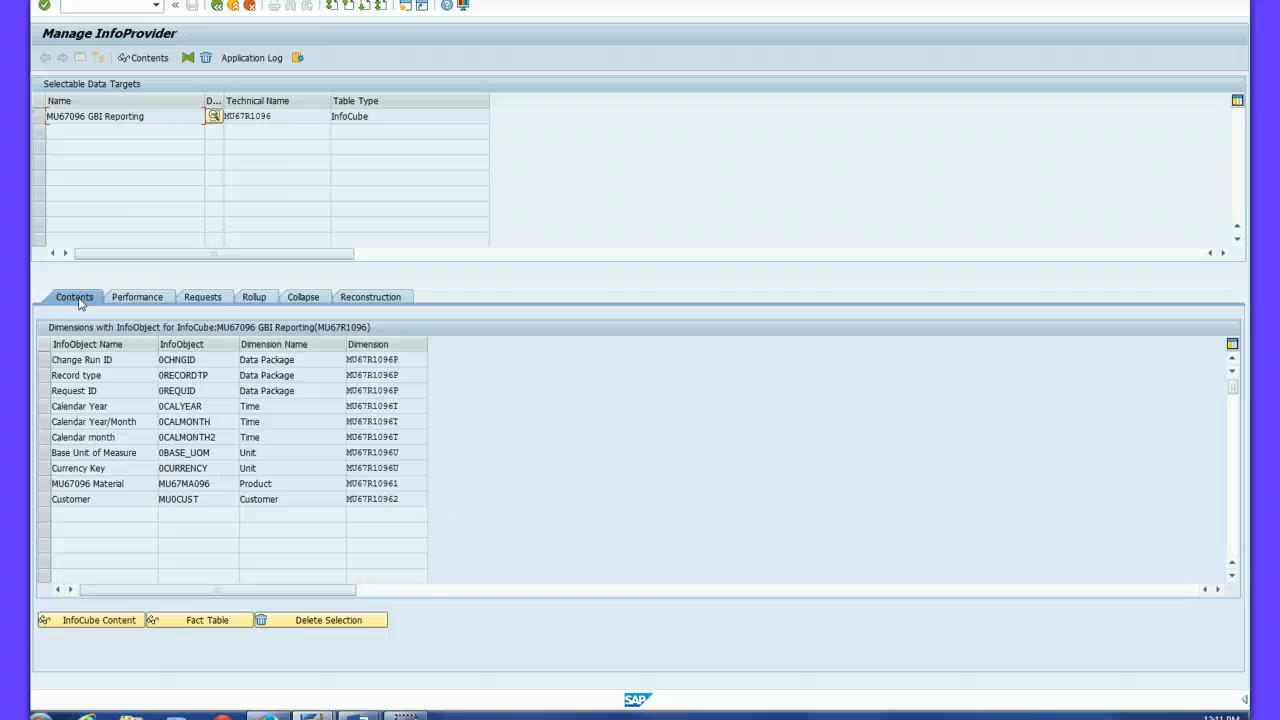 Manage InfoProvider
Contents Application Log
Selectable Data Targets
Name D... Technical Name Table Type
MU67096 GBI Reporting MU67R1096 InfoCube
Contents Performance Requests Rollup Collapse Reconstruction
Dimensions with InfoObject for InfoCube:MU67096 GBI Reporting(MU67R1096)
InfoObject Name InfoObject Dimension Name Dimension
Change Run ID 0CHNGID Data Package MU67R1096P
Record type 0RECORDTP Data Package MU67R1096P
Request ID 0REQUID Data Package MU67R1096P
Calendar Year 0CALYEAR Time MU67R1096T
Calendar Year/Month 0CALMONTH Time MU67R1096T
Calendar month 0CALMONTH2 Time MU67R1096T
Base Unit of Measure 0BASE_UOM Unit MU67R1096U
Currency Key 0CURRENCY Unit MU67R1096U
MU67096 Material MU67MA096 Product MU67R10961
Customer MU0CUST Customer MU67R10962
InfoCube Content Fact Table Delete Selection
SAP
12:11 PM